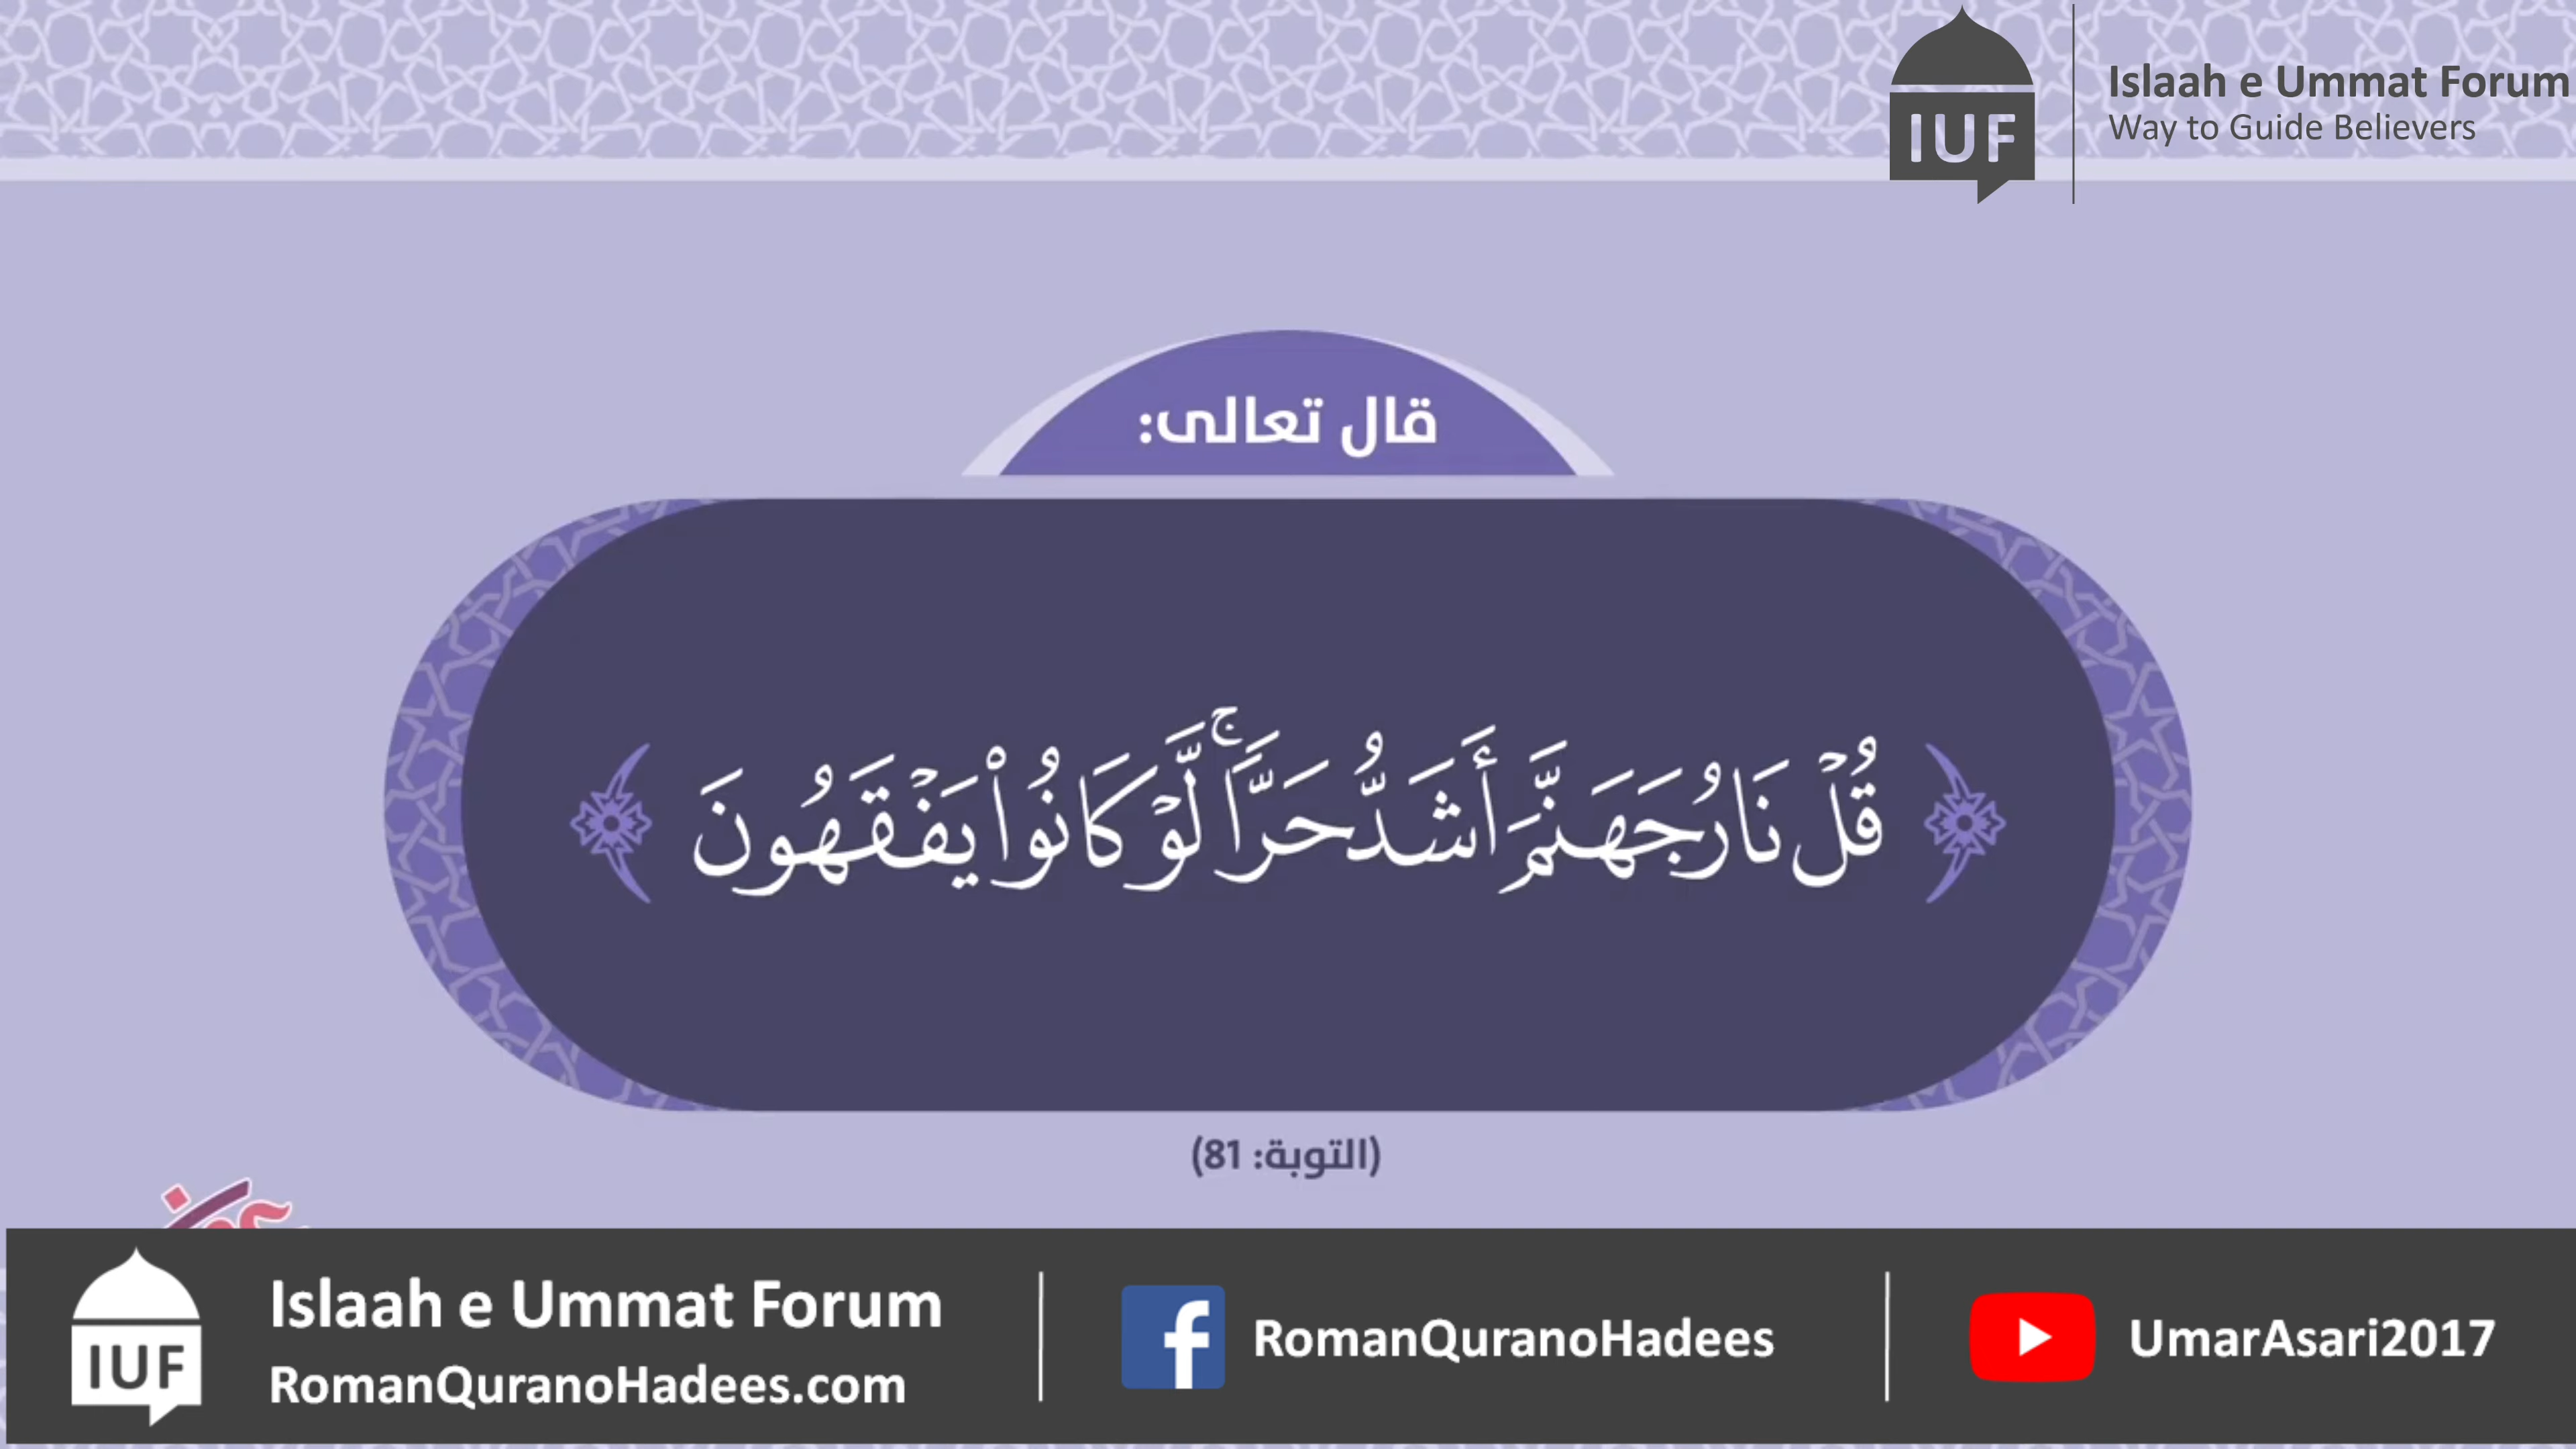 IUF
Islaah e Ummat Forum
Way to Guide Believers
قال تعالى:
﴿ قُلۡ نَارُ جَهَنَّمَ أَشَدُّ حَرّٗاۚ لَّوۡ كَانُواْ يَفۡقَهُونَ ﴾
(التوبة: 81)
IUF
Islaah e Ummat Forum
RomanQuranoHadees.com
RomanQuranoHadees
UmarAsari2017